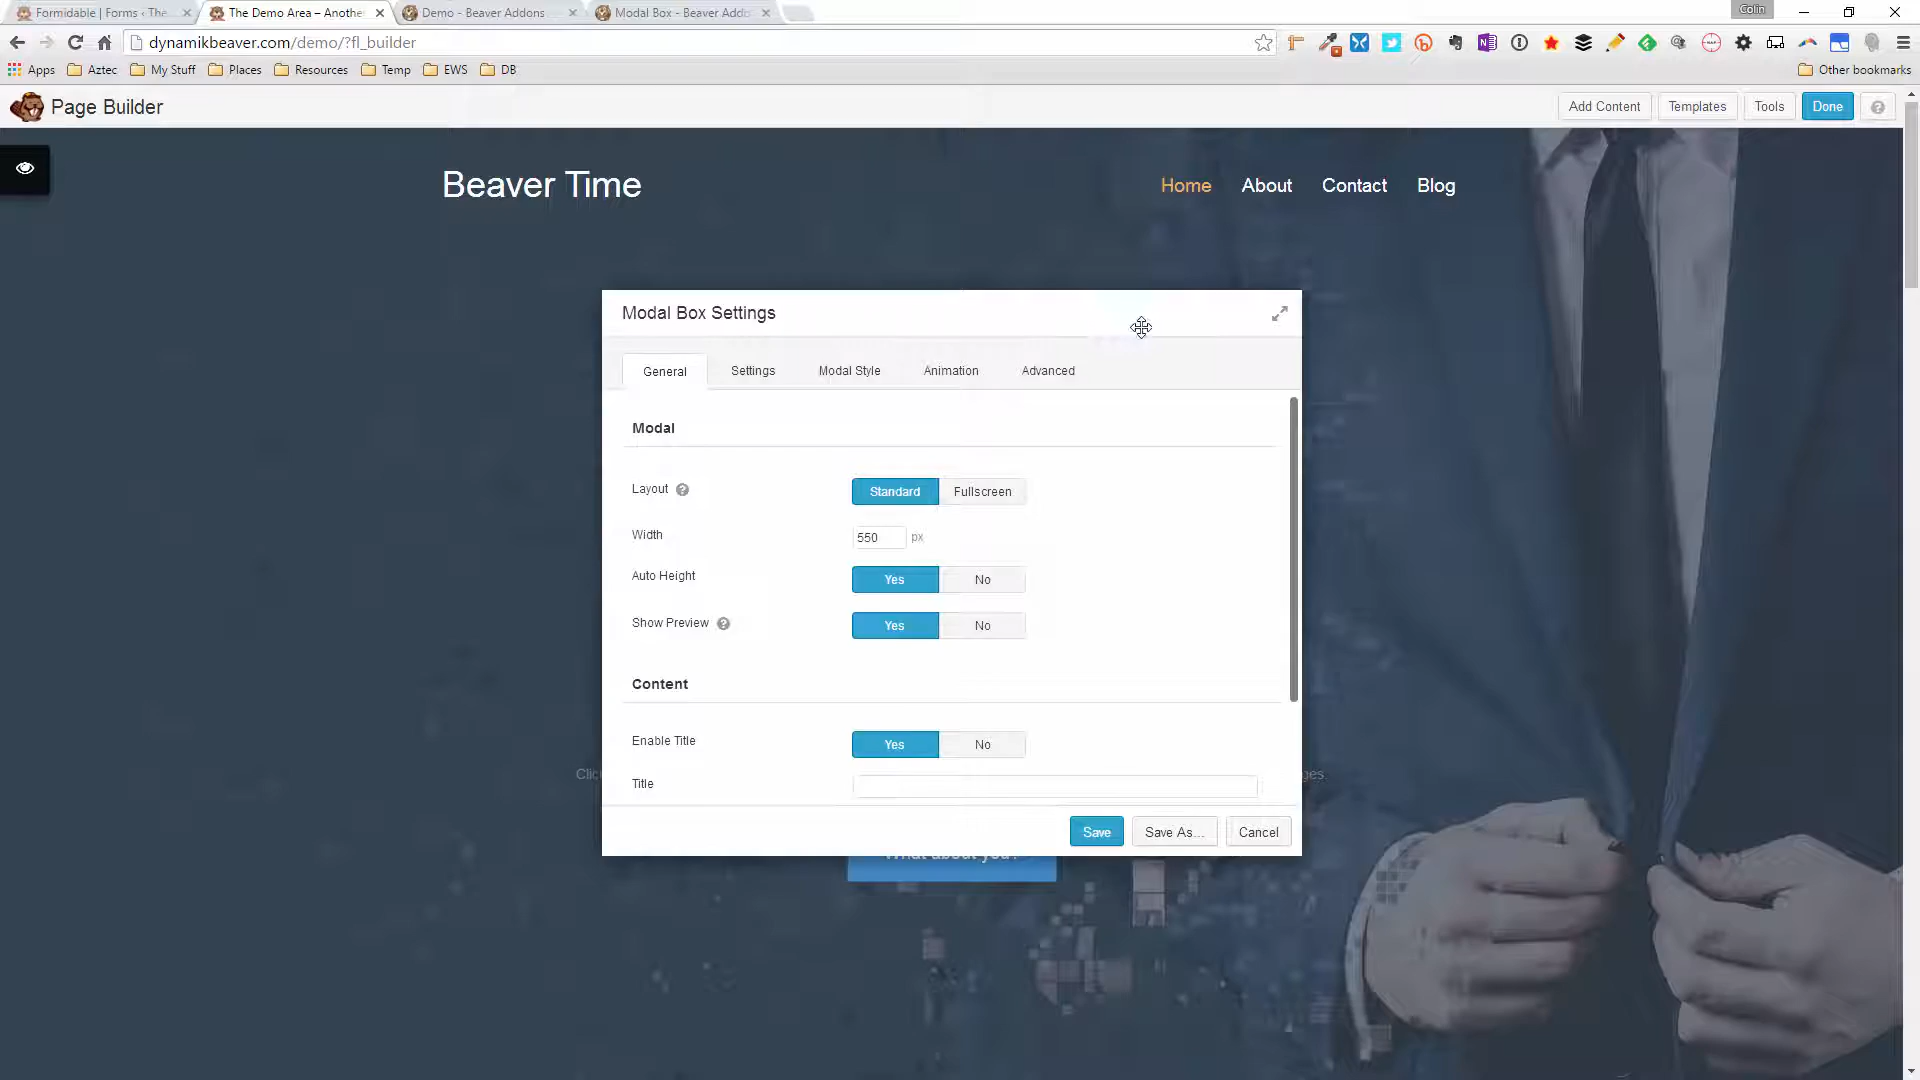 Colin
Formidable | Forms ‹ The
The Demo Area – Anothe
Demo - Beaver Addons
Modal Box - Beaver Add
dynamikbeaver.com/demo/?fl_builder
Apps Aztec My Stuff Places Resources Temp EWS DB Other bookmarks
Page Builder Add Content Templates Tools Done ?
Beaver Time Home About Contact Blog
Modal Box Settings
General Settings Modal Style Animation Advanced
Modal
Layout ? Standard Fullscreen
Width 550 px
Auto Height Yes No
Show Preview ? Yes No
Content
Enable Title Yes No
Title
Save Save As... Cancel
What about you?